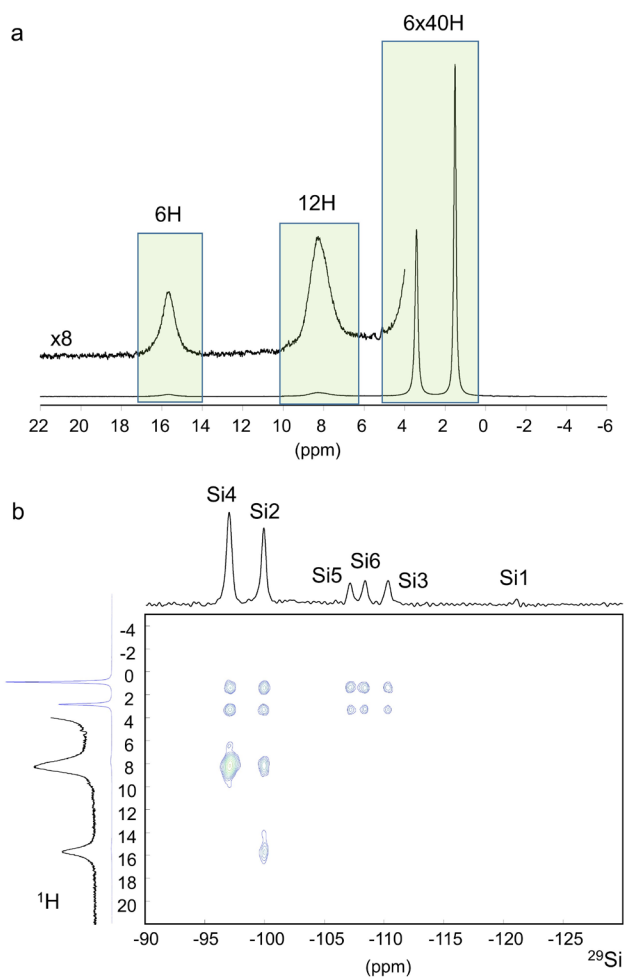 a
6x40H
12H
6H
x8
22 20 18 16 14 12 10 8 6 4 2 0 -2 -4 -6
(ppm)
b
Si4
Si2
Si5
Si6
Si3
Si1
-4
0
2
4
6
8
10
12
14
16
18
20
¹H
-90 -95 -100 -105 -110 -115 -120 -125
²⁹Si
(ppm)